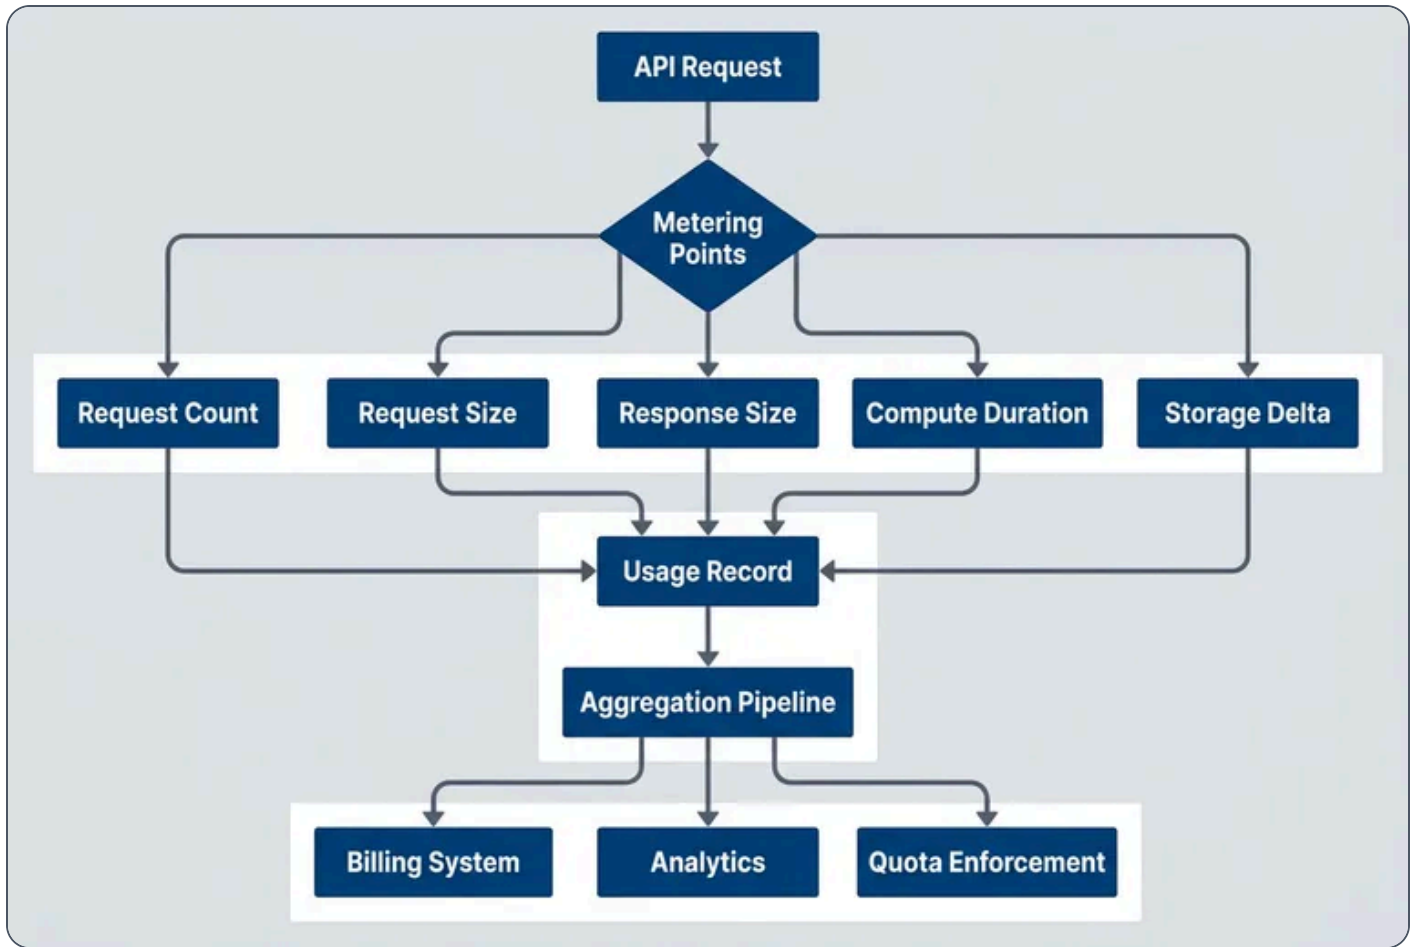 API Request
Metering
Points
Request Count
Request Size
Response Size
Compute Duration
Storage Delta
Usage Record
Aggregation Pipeline
Billing System
Analytics
Quota Enforcement